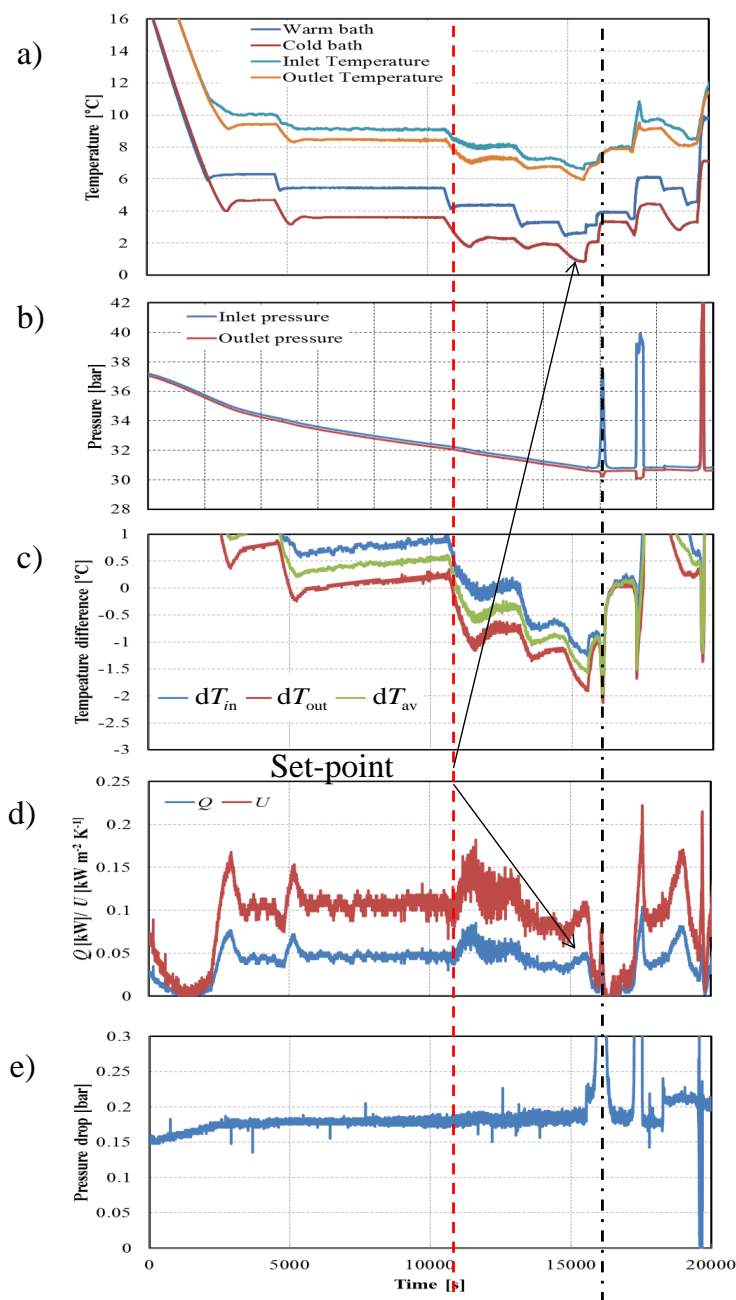 a)
16
14
12
10
8
6
4
2
0
Temperature [°C]
Warm bath
Cold bath
Inlet Temperature
Outlet Temperature
b)
42
40
38
36
34
32
30
28
Pressure [bar]
Inlet pressure
Outlet pressure
c)
1
0.5
0
-0.5
-1
-1.5
-2
-2.5
-3
Tempeature difference [°C]
dTin dTout dTav
Set-point
d)
0.25
0.2
0.15
0.1
0.05
0
Q [kW]/ U [kW m-2 K-1]
Q U
e)
0.3
0.25
0.2
0.15
0.1
0.05
0
Pressure drop [bar]
0 5000 10000 15000 20000
Time [s]